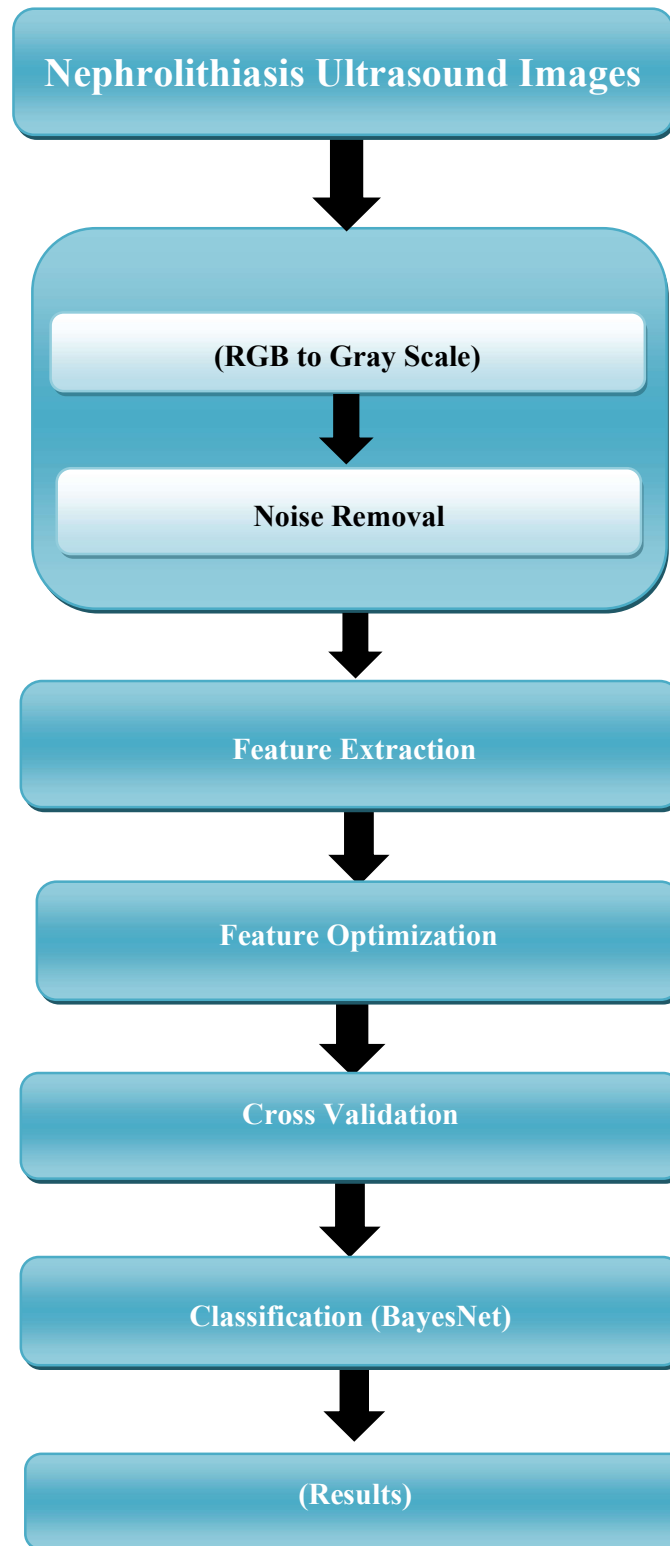 Nephrolithiasis Ultrasound Images
(RGB to Gray Scale)
Noise Removal
Feature Extraction
Feature Optimization
Cross Validation
Classification (BayesNet)
(Results)